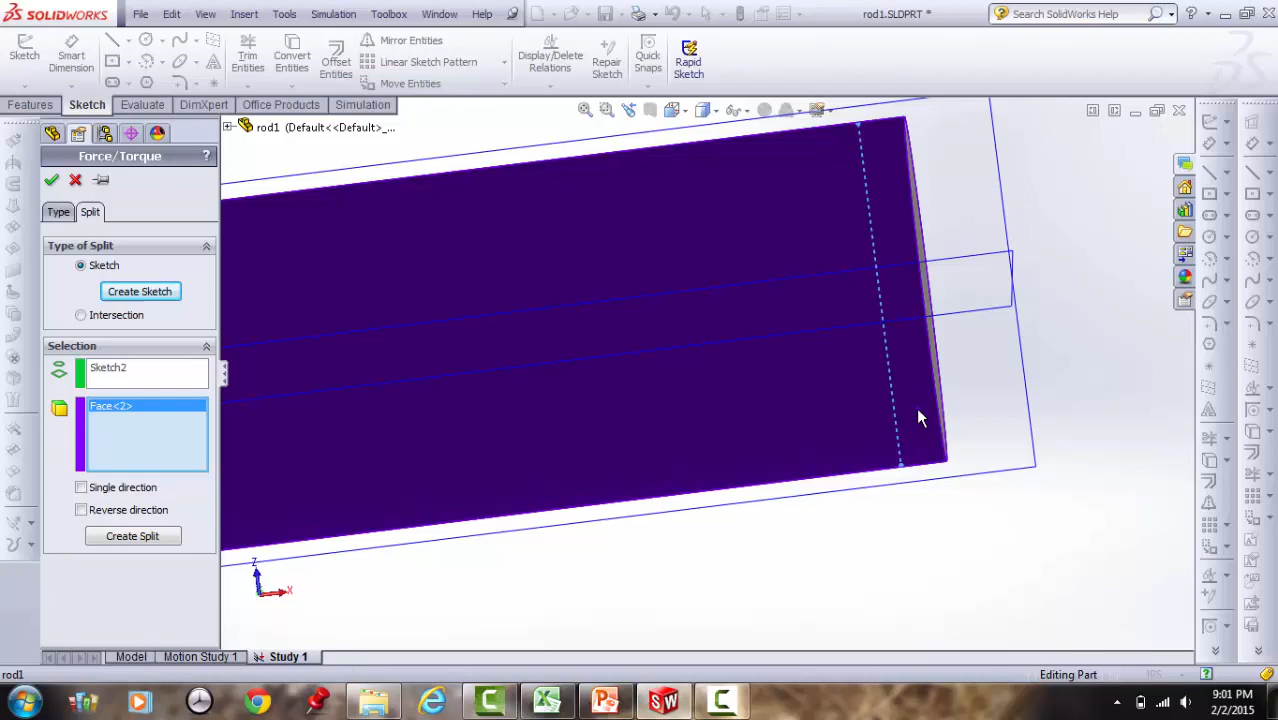 SOLIDWORKS File Edit View Insert Tools Simulation Toolbox Window Help rod1.SLDPRT * Search SolidWorks Help
Sketch Smart Dimension Trim Entities Convert Entities Offset Entities Mirror Entities Linear Sketch Pattern Move Entities Display/Delete Relations Repair Sketch Quick Snaps Rapid Sketch
Features Sketch Evaluate DimXpert Office Products Simulation
rod1 (Default<<Default>_...
Force/Torque ?
Type Split
Type of Split
Sketch
Create Sketch
Intersection
Selection
Sketch2
Face<2>
Single direction
Reverse direction
Create Split
Z
X
Model Motion Study 1 Study 1
rod1 Editing Part IPS
9:01 PM
2/2/2015